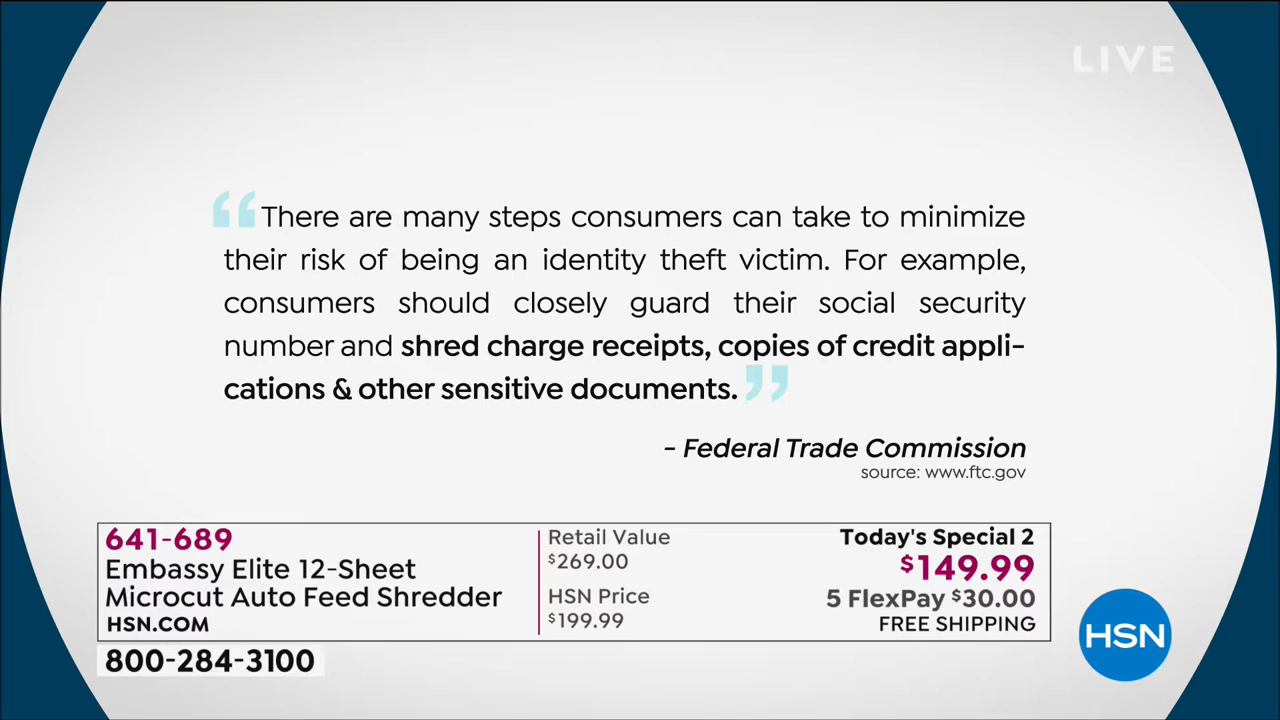 LIVE
“There are many steps consumers can take to minimize
their risk of being an identity theft victim. For example,
consumers should closely guard their social security
number and shred charge receipts, copies of credit appli-
cations & other sensitive documents.”
- Federal Trade Commission
source: www.ftc.gov
641-689
Embassy Elite 12-Sheet
Microcut Auto Feed Shredder
HSN.COM
Retail Value
$269.00
HSN Price
$199.99
Today's Special 2
$149.99
5 FlexPay $30.00
FREE SHIPPING
800-284-3100
HSN